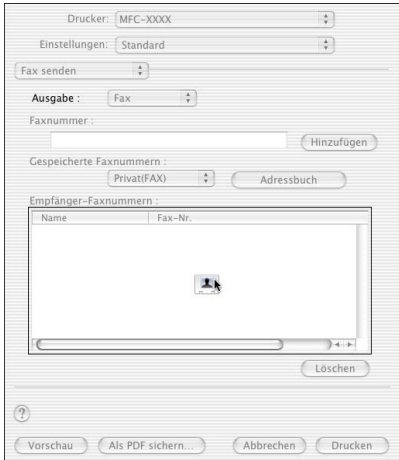 Drucker: MFC-XXXX
Einstellungen: Standard
Fax senden
Ausgabe : Fax
Faxnummer :
Hinzufügen
Gespeicherte Faxnummern :
Privat(FAX) Adressbuch
Empfänger-Faxnummern :
Name Fax-Nr.
Löschen
?
Vorschau Als PDF sichern... Abbrechen Drucken